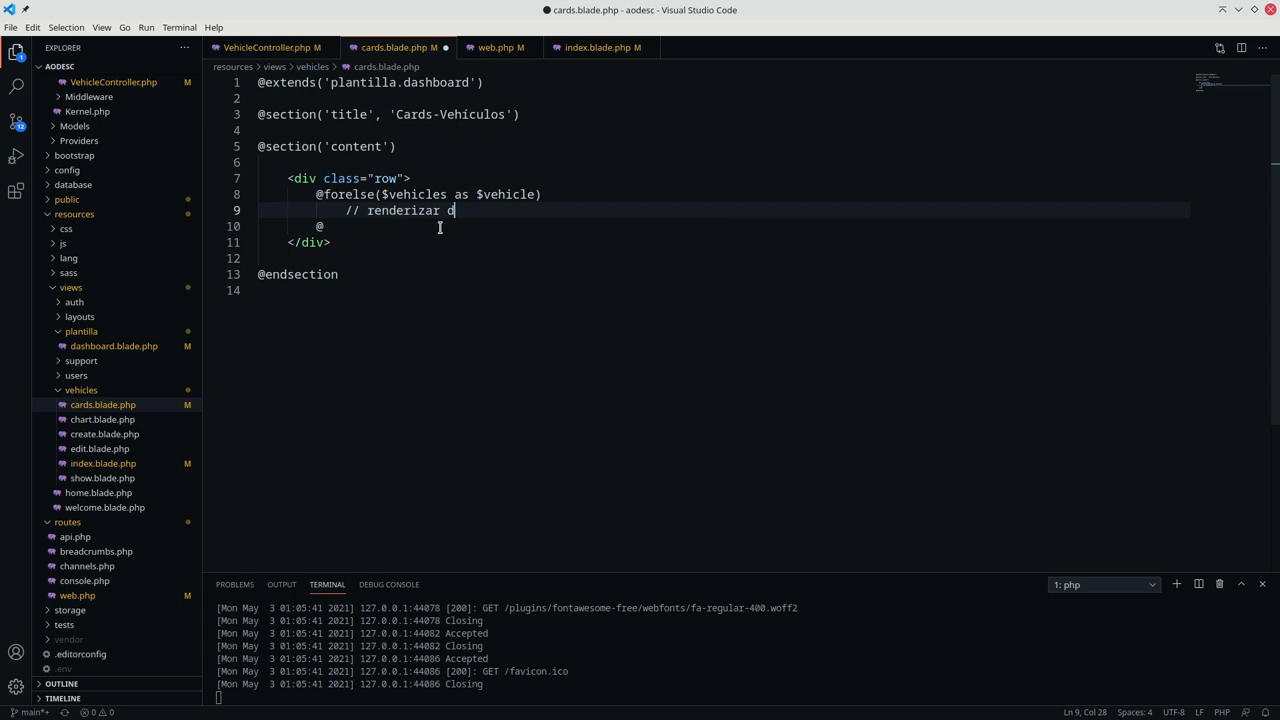 cards.blade.php - aodesc - Visual Studio Code
File Edit Selection View Go Run Terminal Help
EXPLORER
VehicleController.php M
cards.blade.php M
web.php M
index.blade.php M
AODESC
resources > views > vehicles > cards.blade.php
VehicleController.php M
Middleware
Kernel.php
Models
Providers
bootstrap
config
database
public
resources
css
js
lang
sass
views
auth
layouts
plantilla
dashboard.blade.php M
support
users
vehicles
cards.blade.php M
chart.blade.php
create.blade.php
edit.blade.php
index.blade.php M
show.blade.php
home.blade.php
welcome.blade.php
routes
api.php
breadcrumbs.php
channels.php
console.php
web.php M
storage
tests
vendor
.editorconfig
.env
OUTLINE
TIMELINE
1
12
1 @extends('plantilla.dashboard')
2
3 @section('title', 'Cards-Vehículos')
4
5 @section('content')
6
7 <div class="row">
8 @forelse($vehicles as $vehicle)
9 // renderizar d
10 @
11 </div>
12
13 @endsection
14
PROBLEMS OUTPUT TERMINAL DEBUG CONSOLE
1: php
[Mon May  3 01:05:41 2021] 127.0.0.1:44078 [200]: GET /plugins/fontawesome-free/webfonts/fa-regular-400.woff2
[Mon May  3 01:05:41 2021] 127.0.0.1:44078 Closing
[Mon May  3 01:05:41 2021] 127.0.0.1:44082 Accepted
[Mon May  3 01:05:41 2021] 127.0.0.1:44082 Closing
[Mon May  3 01:05:41 2021] 127.0.0.1:44086 Accepted
[Mon May  3 01:05:41 2021] 127.0.0.1:44086 [200]: GET /favicon.ico
[Mon May  3 01:05:41 2021] 127.0.0.1:44086 Closing
main*+ 0 0 Ln 9, Col 28 Spaces: 4 UTF-8 LF PHP